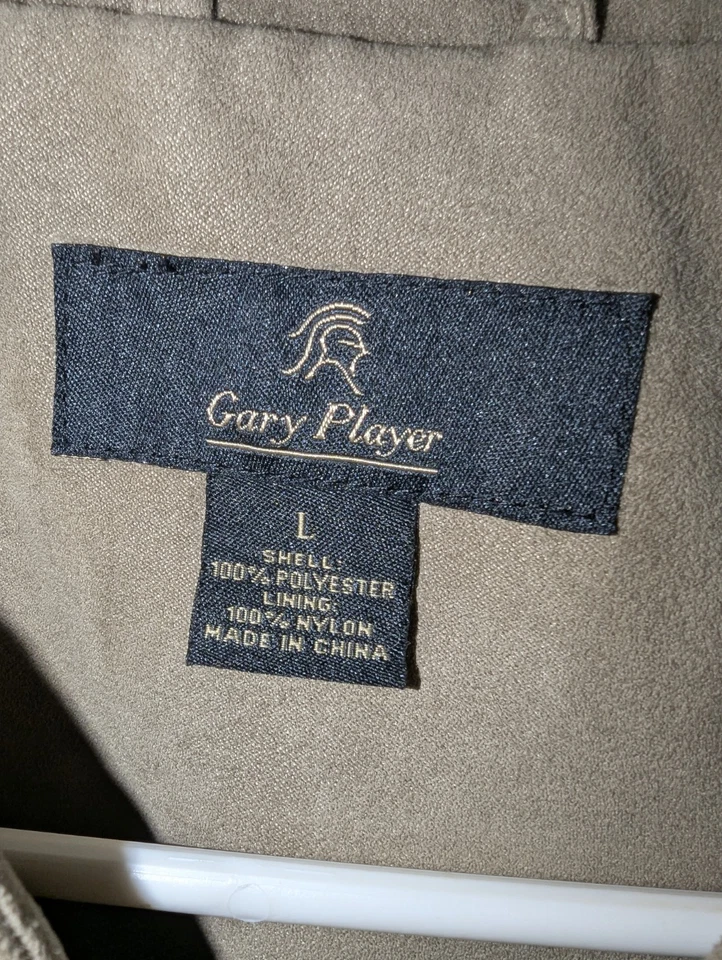 Gary Player
L
SHELL:
100% POLYESTER
LINING:
100% NYLON
MADE IN CHINA